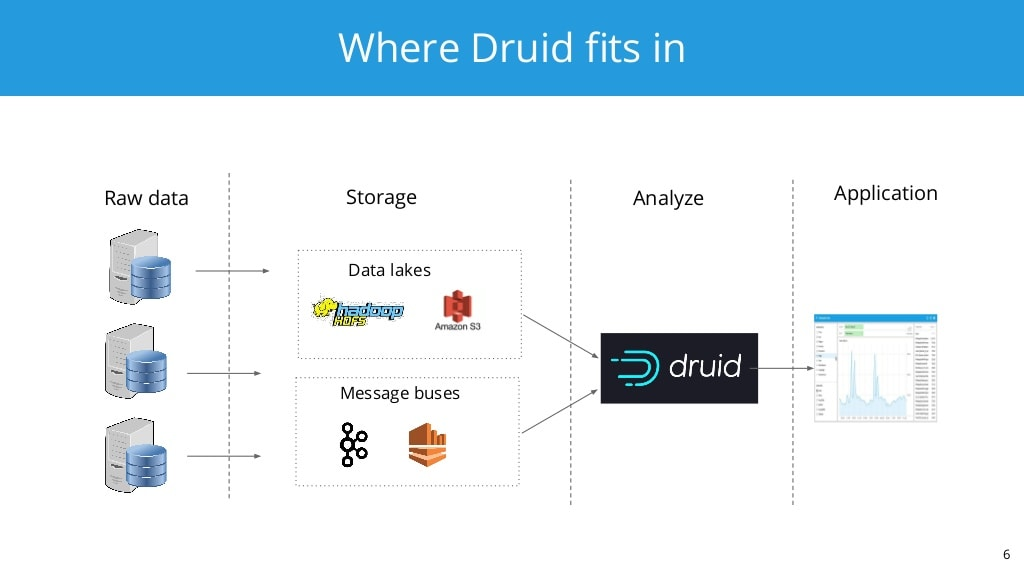 Where Druid fits in
Raw data
Storage
Analyze
Application
Data lakes
hadoop
HDFS
Amazon S3
Message buses
druid
6